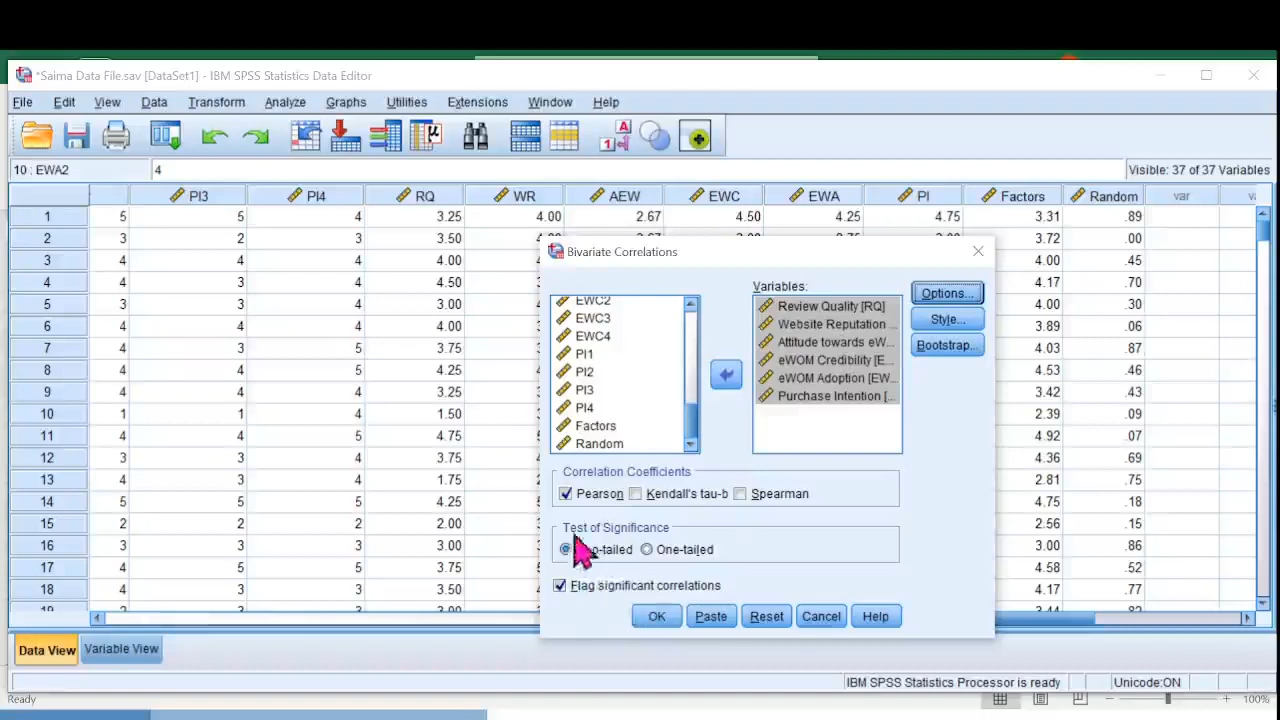 *Saima Data File.sav [DataSet1] - IBM SPSS Statistics Data Editor
File Edit View Data Transform Analyze Graphs Utilities Extensions Window Help
10 : EWA2 4 Visible: 37 of 37 Variables
PI3 PI4 RQ WR AEW EWC EWA PI Factors Random var
1 5 5 4 3.25 4.00 2.67 4.50 4.25 4.75 3.31 .89
2 3 2 3 3.50 3.72 .00
3 4 4 4 4.00 4.00 .45
4 4 3 4 4.50 4.17 .70
5 3 4 4 3.00 4.00 .30
6 4 4 4 4.00 3.89 .06
7 4 3 4 3.75 4.03 .87
8 4 4 5 4.25 4.53 .46
9 4 4 4 3.25 3.42 .43
10 1 1 4 1.50 2.39 .09
11 4 4 5 4.75 4.92 .07
12 3 3 4 3.75 4.36 .69
13 4 4 2 1.75 2.81 .75
14 5 5 5 4.25 4.75 .18
15 2 2 2 2.00 2.56 .15
16 3 3 3 3.00 3.00 .86
17 4 5 5 3.75 4.58 .52
18 4 3 3 3.50 4.17 .77
Bivariate Correlations
Variables:
EWC2
EWC3
EWC4
PI1
PI2
PI3
PI4
Factors
Random
Review Quality [RQ]
Website Reputation ...
Attitude towards eW...
eWOM Credibility [E...
eWOM Adoption [EW...
Purchase Intention [...
Options...
Style...
Bootstrap...
Correlation Coefficients
Pearson Kendall's tau-b Spearman
Test of Significance
One-tailed
Flag significant correlations
OK Paste Reset Cancel Help
Data View Variable View
IBM SPSS Statistics Processor is ready Unicode:ON
Ready 100%